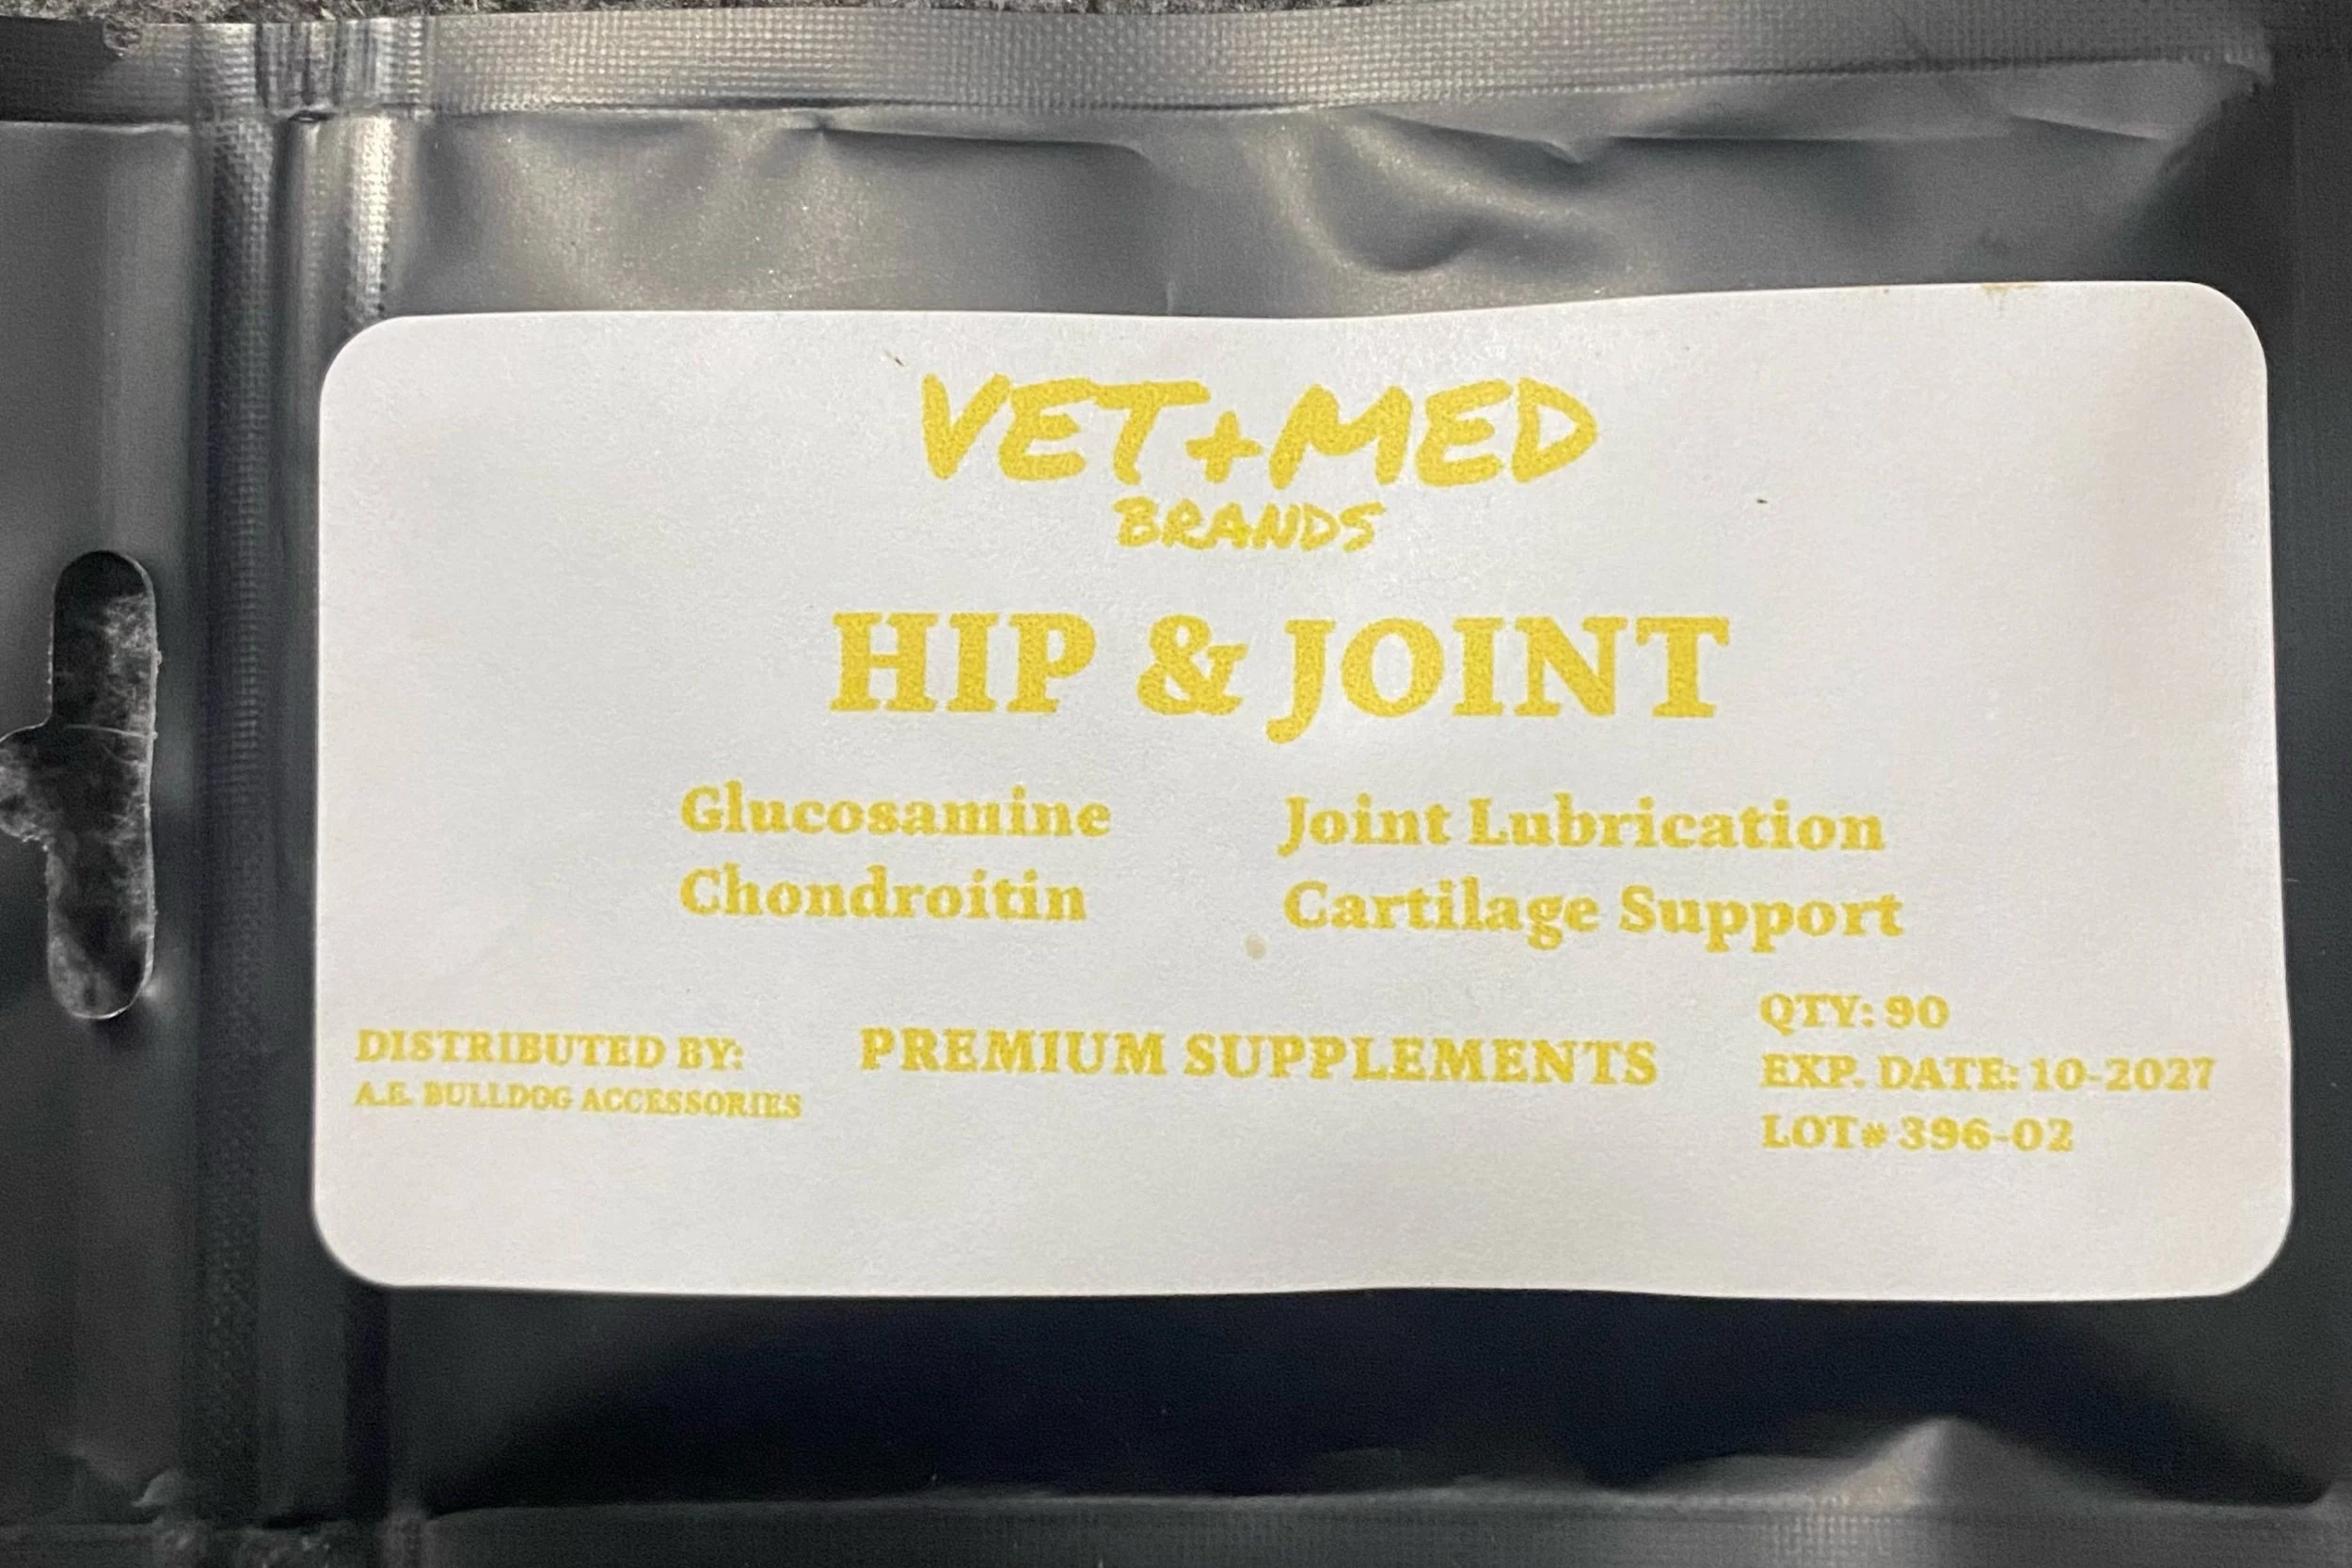 VET+MED
BRANDS
HIP & JOINT
Glucosamine
Chondroitin
Joint Lubrication
Cartilage Support
DISTRIBUTED BY:
A.E. BULLDOG ACCESSORIES
PREMIUM SUPPLEMENTS
QTY: 90
EXP. DATE: 10-2027
LOT# 396-02